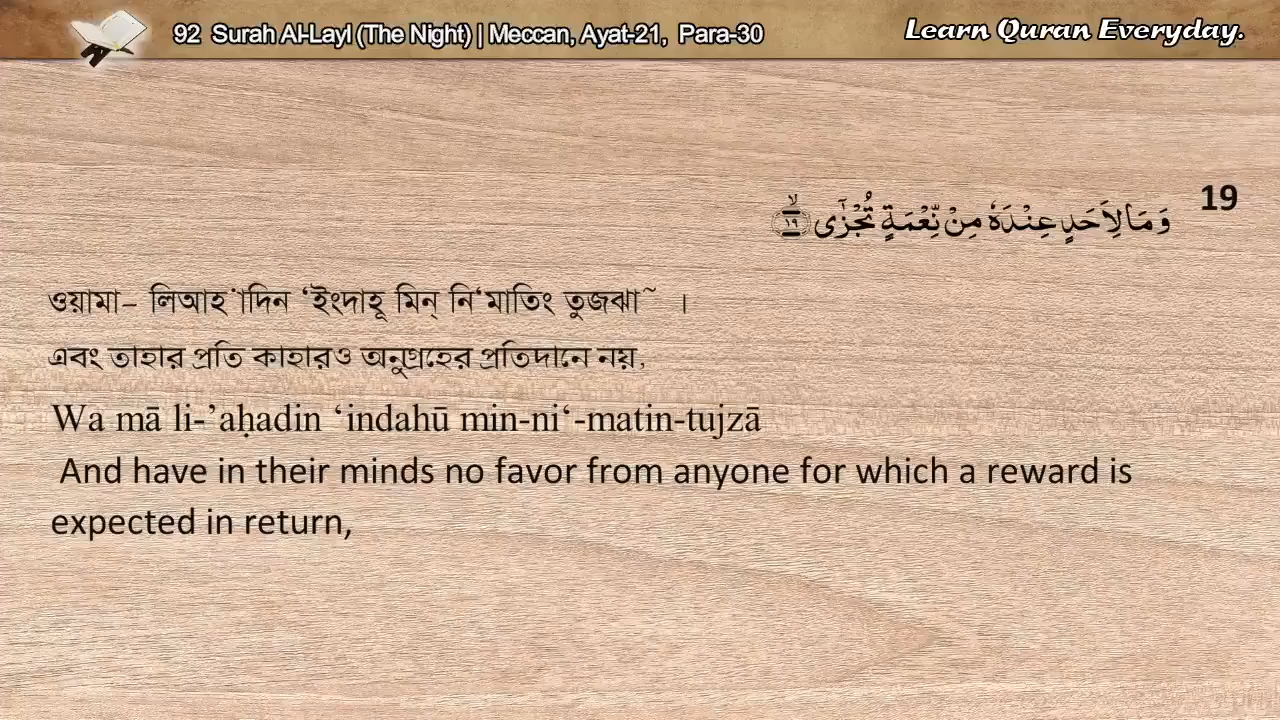 92 Surah Al-Layl (The Night) | Meccan, Ayat-21, Para-30
Learn Quran Everyday.
19
وَمَا لِاَحَدٍ عِنْدَهٗ مِنْ نِّعْمَةٍ تُجْزٰٓى ۙ‏﴿۱۹﴾
ওয়ামা– লিআহ'াদিন ‘ইংদাহূ মিন্ নি‘মাতিং তুজঝা~ ।
এবং তাহার প্রতি কাহারও অনুগ্রহের প্রতিদানে নয়,
Wa mā li-’aḥadin ‘indahū min-ni‘-matin-tujzā
And have in their minds no favor from anyone for which a reward is
expected in return,